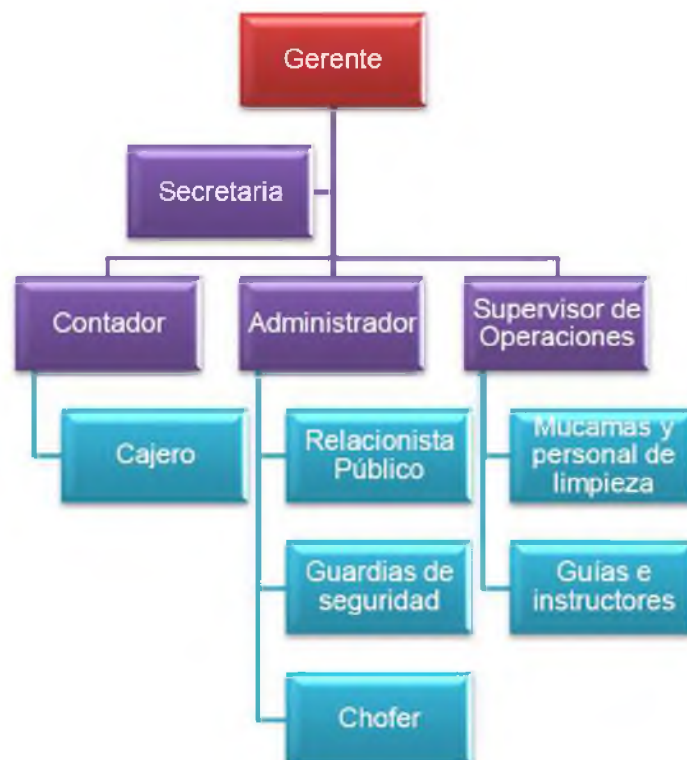 Gerente
Secretaria
Contador
Administrador
Supervisor de
Operaciones
Cajero
Relacionista
Público
Mucamas y
personal de
limpieza
Guardias de
seguridad
Guías e
instructores
Chofer